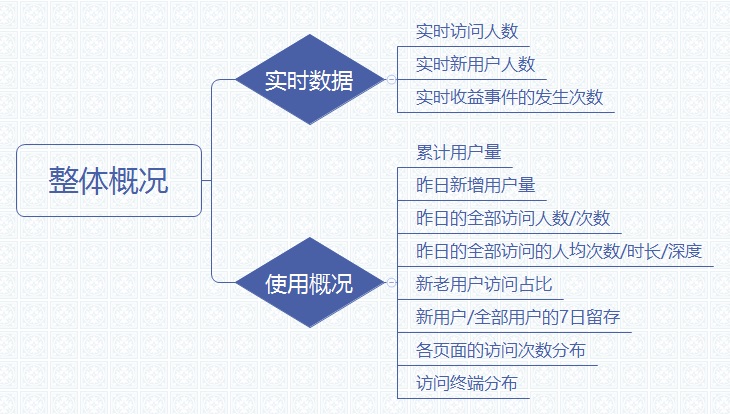 整体概况
实时数据
实时访问人数
实时新用户人数
实时收益事件的发生次数
使用概况
累计用户量
昨日新增用户量
昨日的全部访问人数/次数
昨日的全部访问的人均次数/时长/深度
新老用户访问占比
新用户/全部用户的7日留存
各页面的访问次数分布
访问终端分布